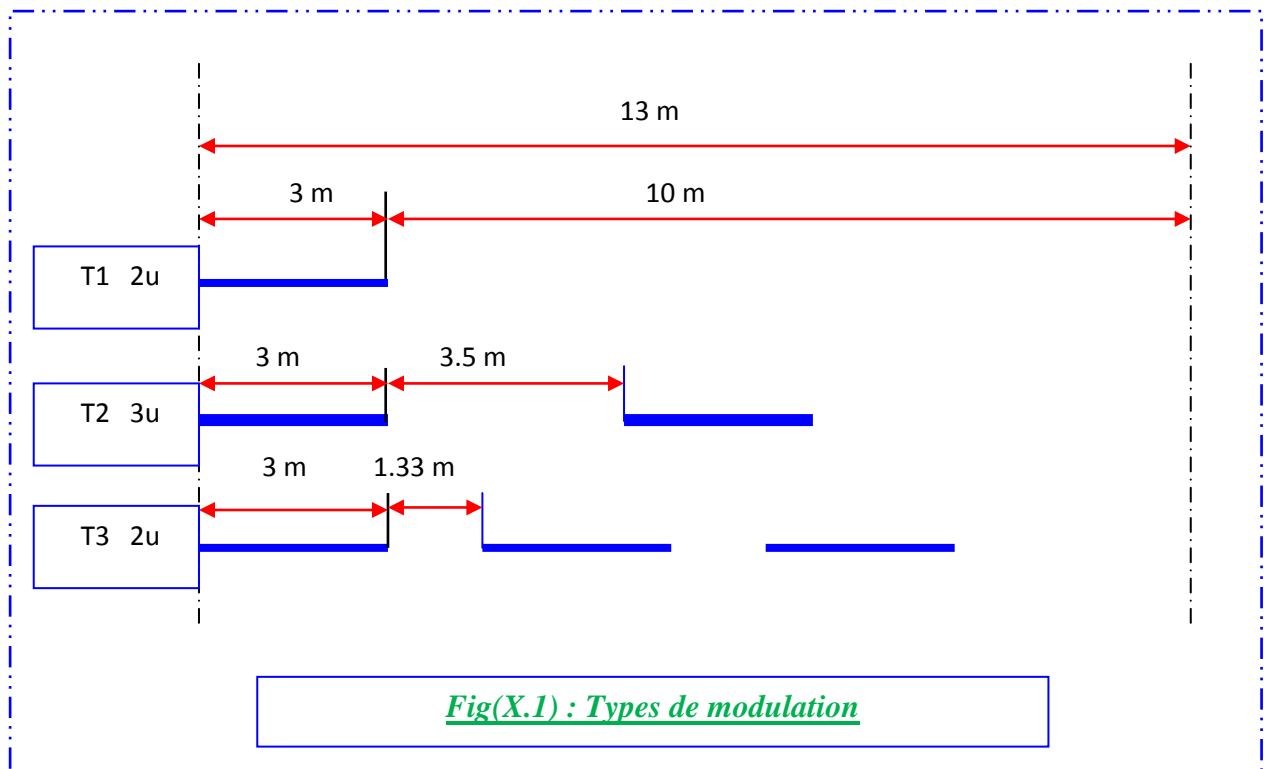 13 m
3 m 10 m
T1 2u
3 m 3.5 m
T2 3u
3 m 1.33 m
T3 2u
Fig(X.1) : Types de modulation